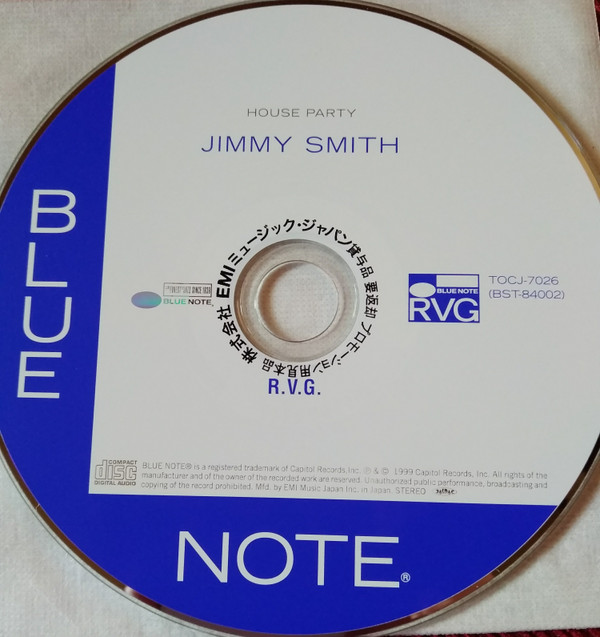 HOUSE PARTY
JIMMY SMITH
BLUE
株式会社 EMIミュージック・ジャパン貸与品 要返却 プロモーション用見本品
SINCE 1939
BLUE NOTE
BLUE NOTE
RVG
TOCJ-7026
(BST-84002)
R.V.G.
COMPACT
disc
DIGITAL AUDIO
BLUE NOTE® is a registered trademark of Capitol Records, Inc. ℗ & © 1999 Capitol Records, Inc. All rights of the
manufacturer and of the owner of the recorded work are reserved. Unauthorized public performance, broadcasting and
copying of the record prohibited. Mfd. by EMI Music Japan Inc. in Japan. STEREO
NOTE®